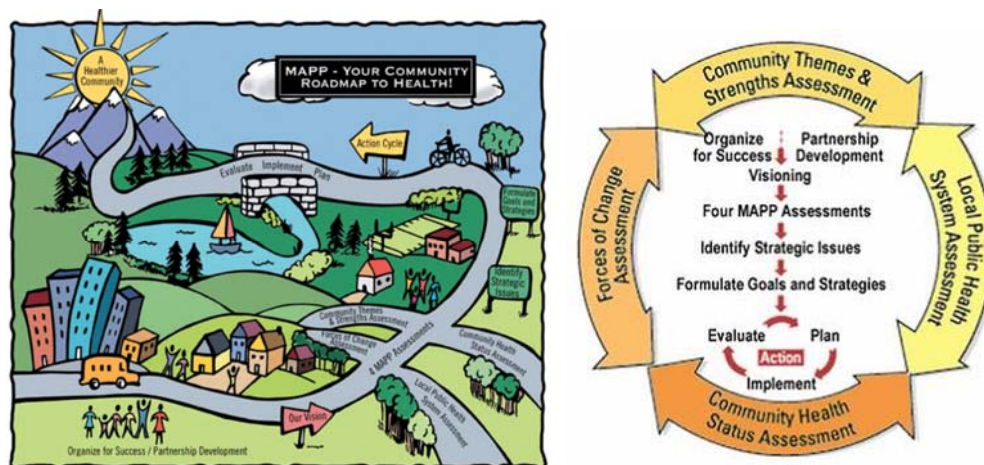 A
Healthier
Community
MAPP - YOUR COMMUNITY
ROADMAP TO HEALTH!
Action Cycle
Evaluate Implement Plan
Formulate
Goals and
Strategies
Identify
Strategic
Issues
Community Themes
& Strengths Assessment
Forces of Change
Assessment
4 MAPP Assessments
Community Health
Status Assessment
Local Public Health
System Assessment
Our Vision
Organize for Success / Partnership Development
Community Themes &
Strengths Assessment
Organize
for Success
Partnership
Development
Visioning
Four MAPP Assessments
Identify Strategic Issues
Formulate Goals and Strategies
Evaluate
Plan
Action
Implement
Forces of Change
Assessment
Local Public Health
System Assessment
Community Health
Status Assessment